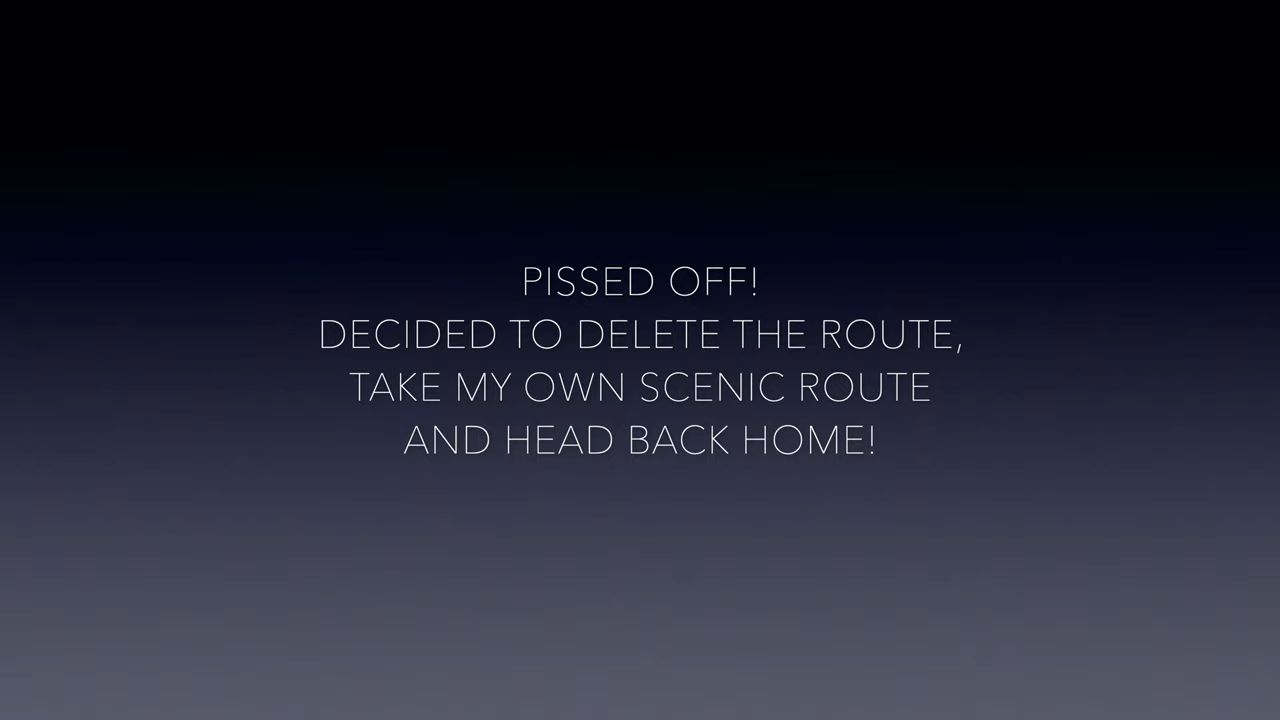 PISSED OFF!
DECIDED TO DELETE THE ROUTE,
TAKE MY OWN SCENIC ROUTE
AND HEAD BACK HOME!